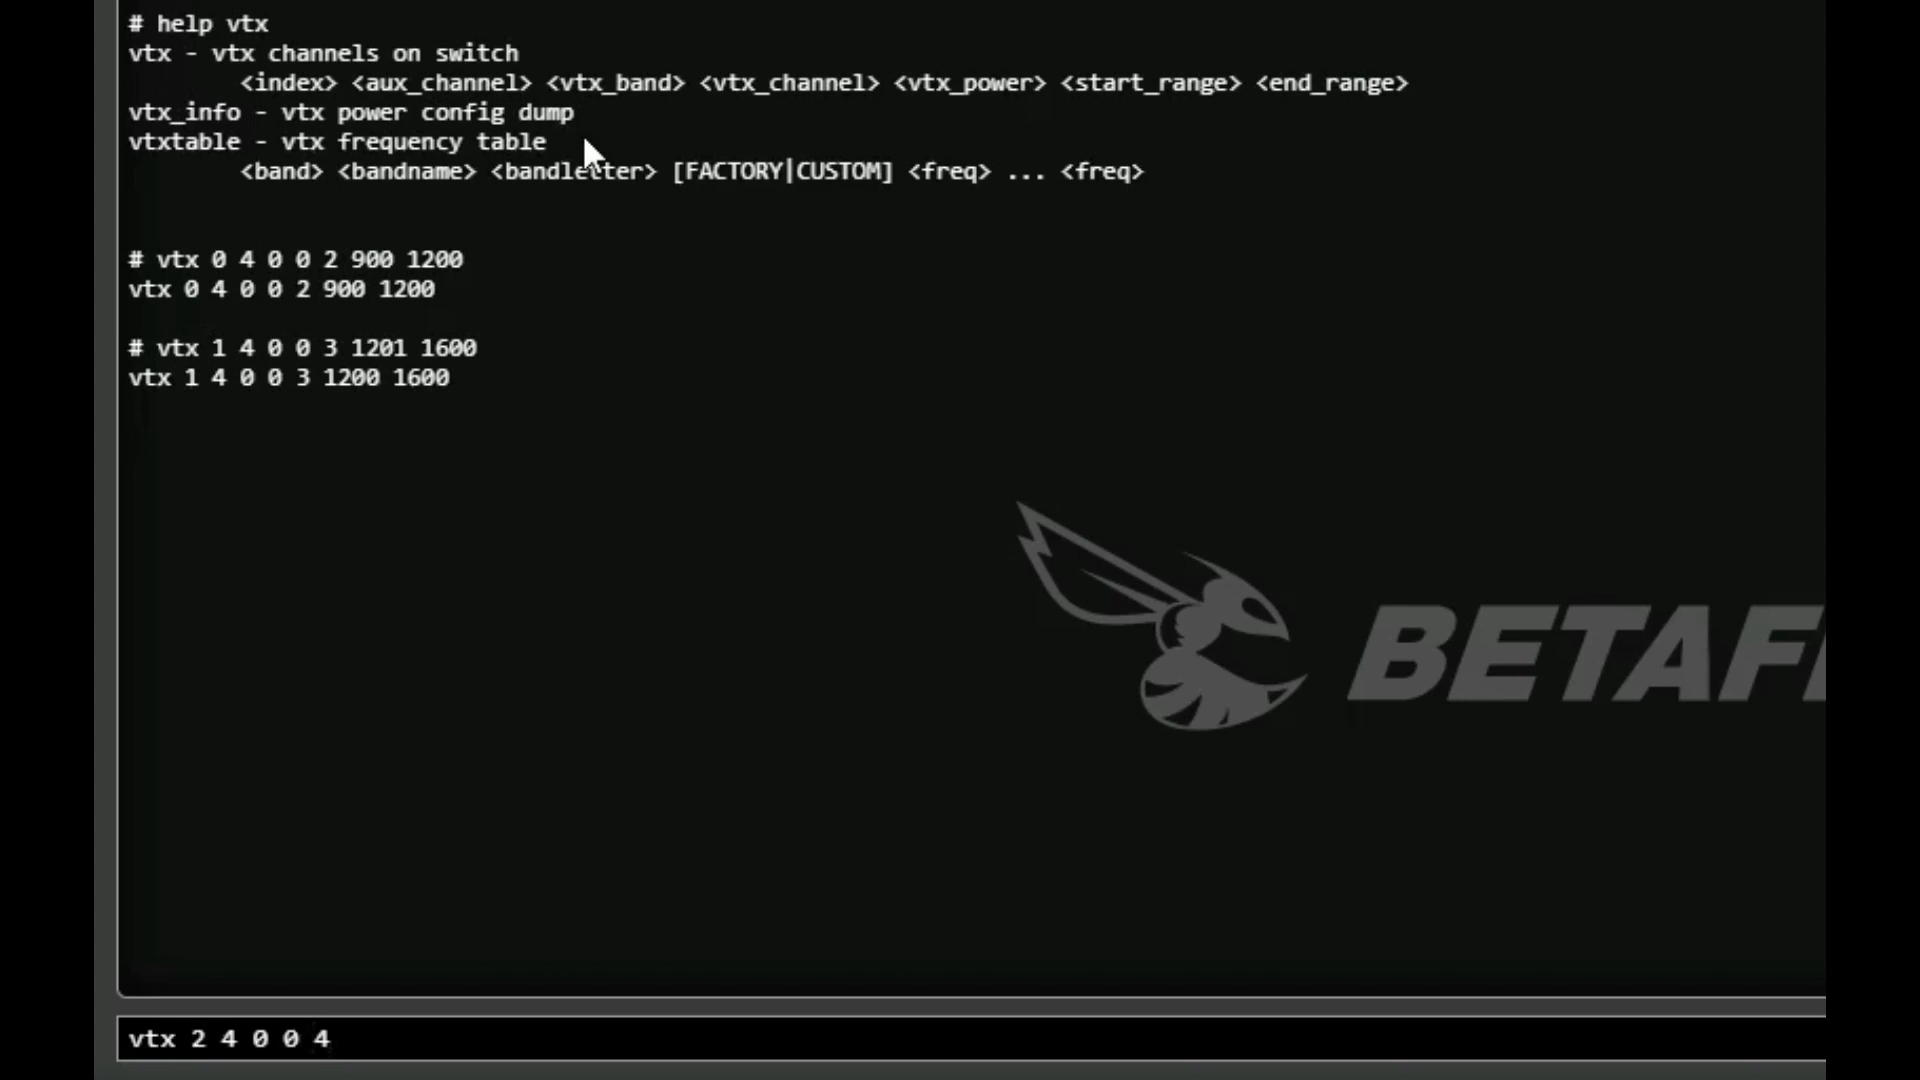 # help vtx
vtx - vtx channels on switch
<index> <aux_channel> <vtx_band> <vtx_channel> <vtx_power> <start_range> <end_range>
vtx_info - vtx power config dump
vtxtable - vtx frequency table
<band> <bandname> <bandletter> [FACTORY|CUSTOM] <freq> ... <freq>
# vtx 0 4 0 0 2 900 1200
vtx 0 4 0 0 2 900 1200
# vtx 1 4 0 0 3 1201 1600
vtx 1 4 0 0 3 1200 1600
BETAF
vtx 2 4 0 0 4